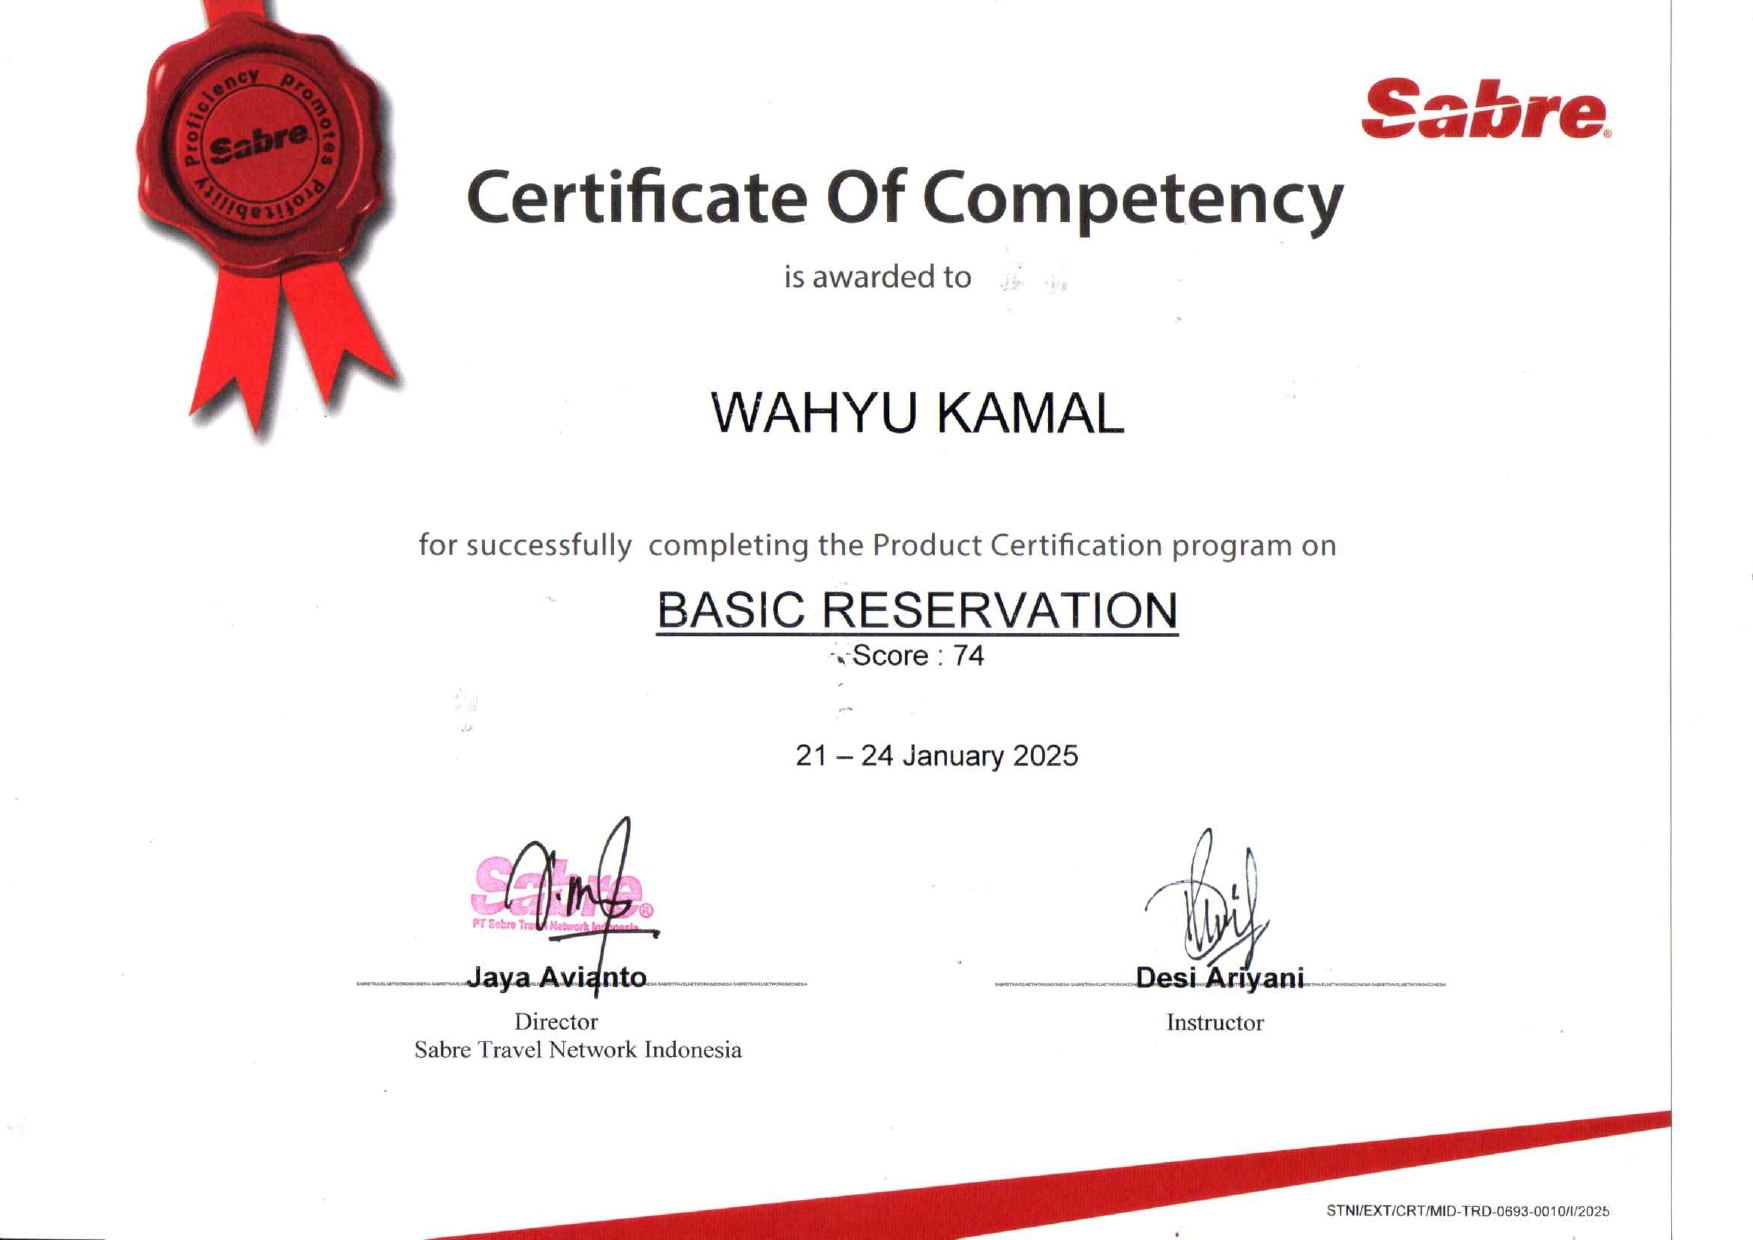 Proficiency promotes Profitability
Sabre
Sabre®
Certificate Of Competency
is awarded to
WAHYU KAMAL
for successfully completing the Product Certification program on
BASIC RESERVATION
Score : 74
21 – 24 January 2025
Sabre®
PT Sabre Travel Network Indonesia
Jaya Avianto
Director
Sabre Travel Network Indonesia
Desi Ariyani
Instructor
STNI/EXT/CRT/MID-TRD-0693-0010/I/2025